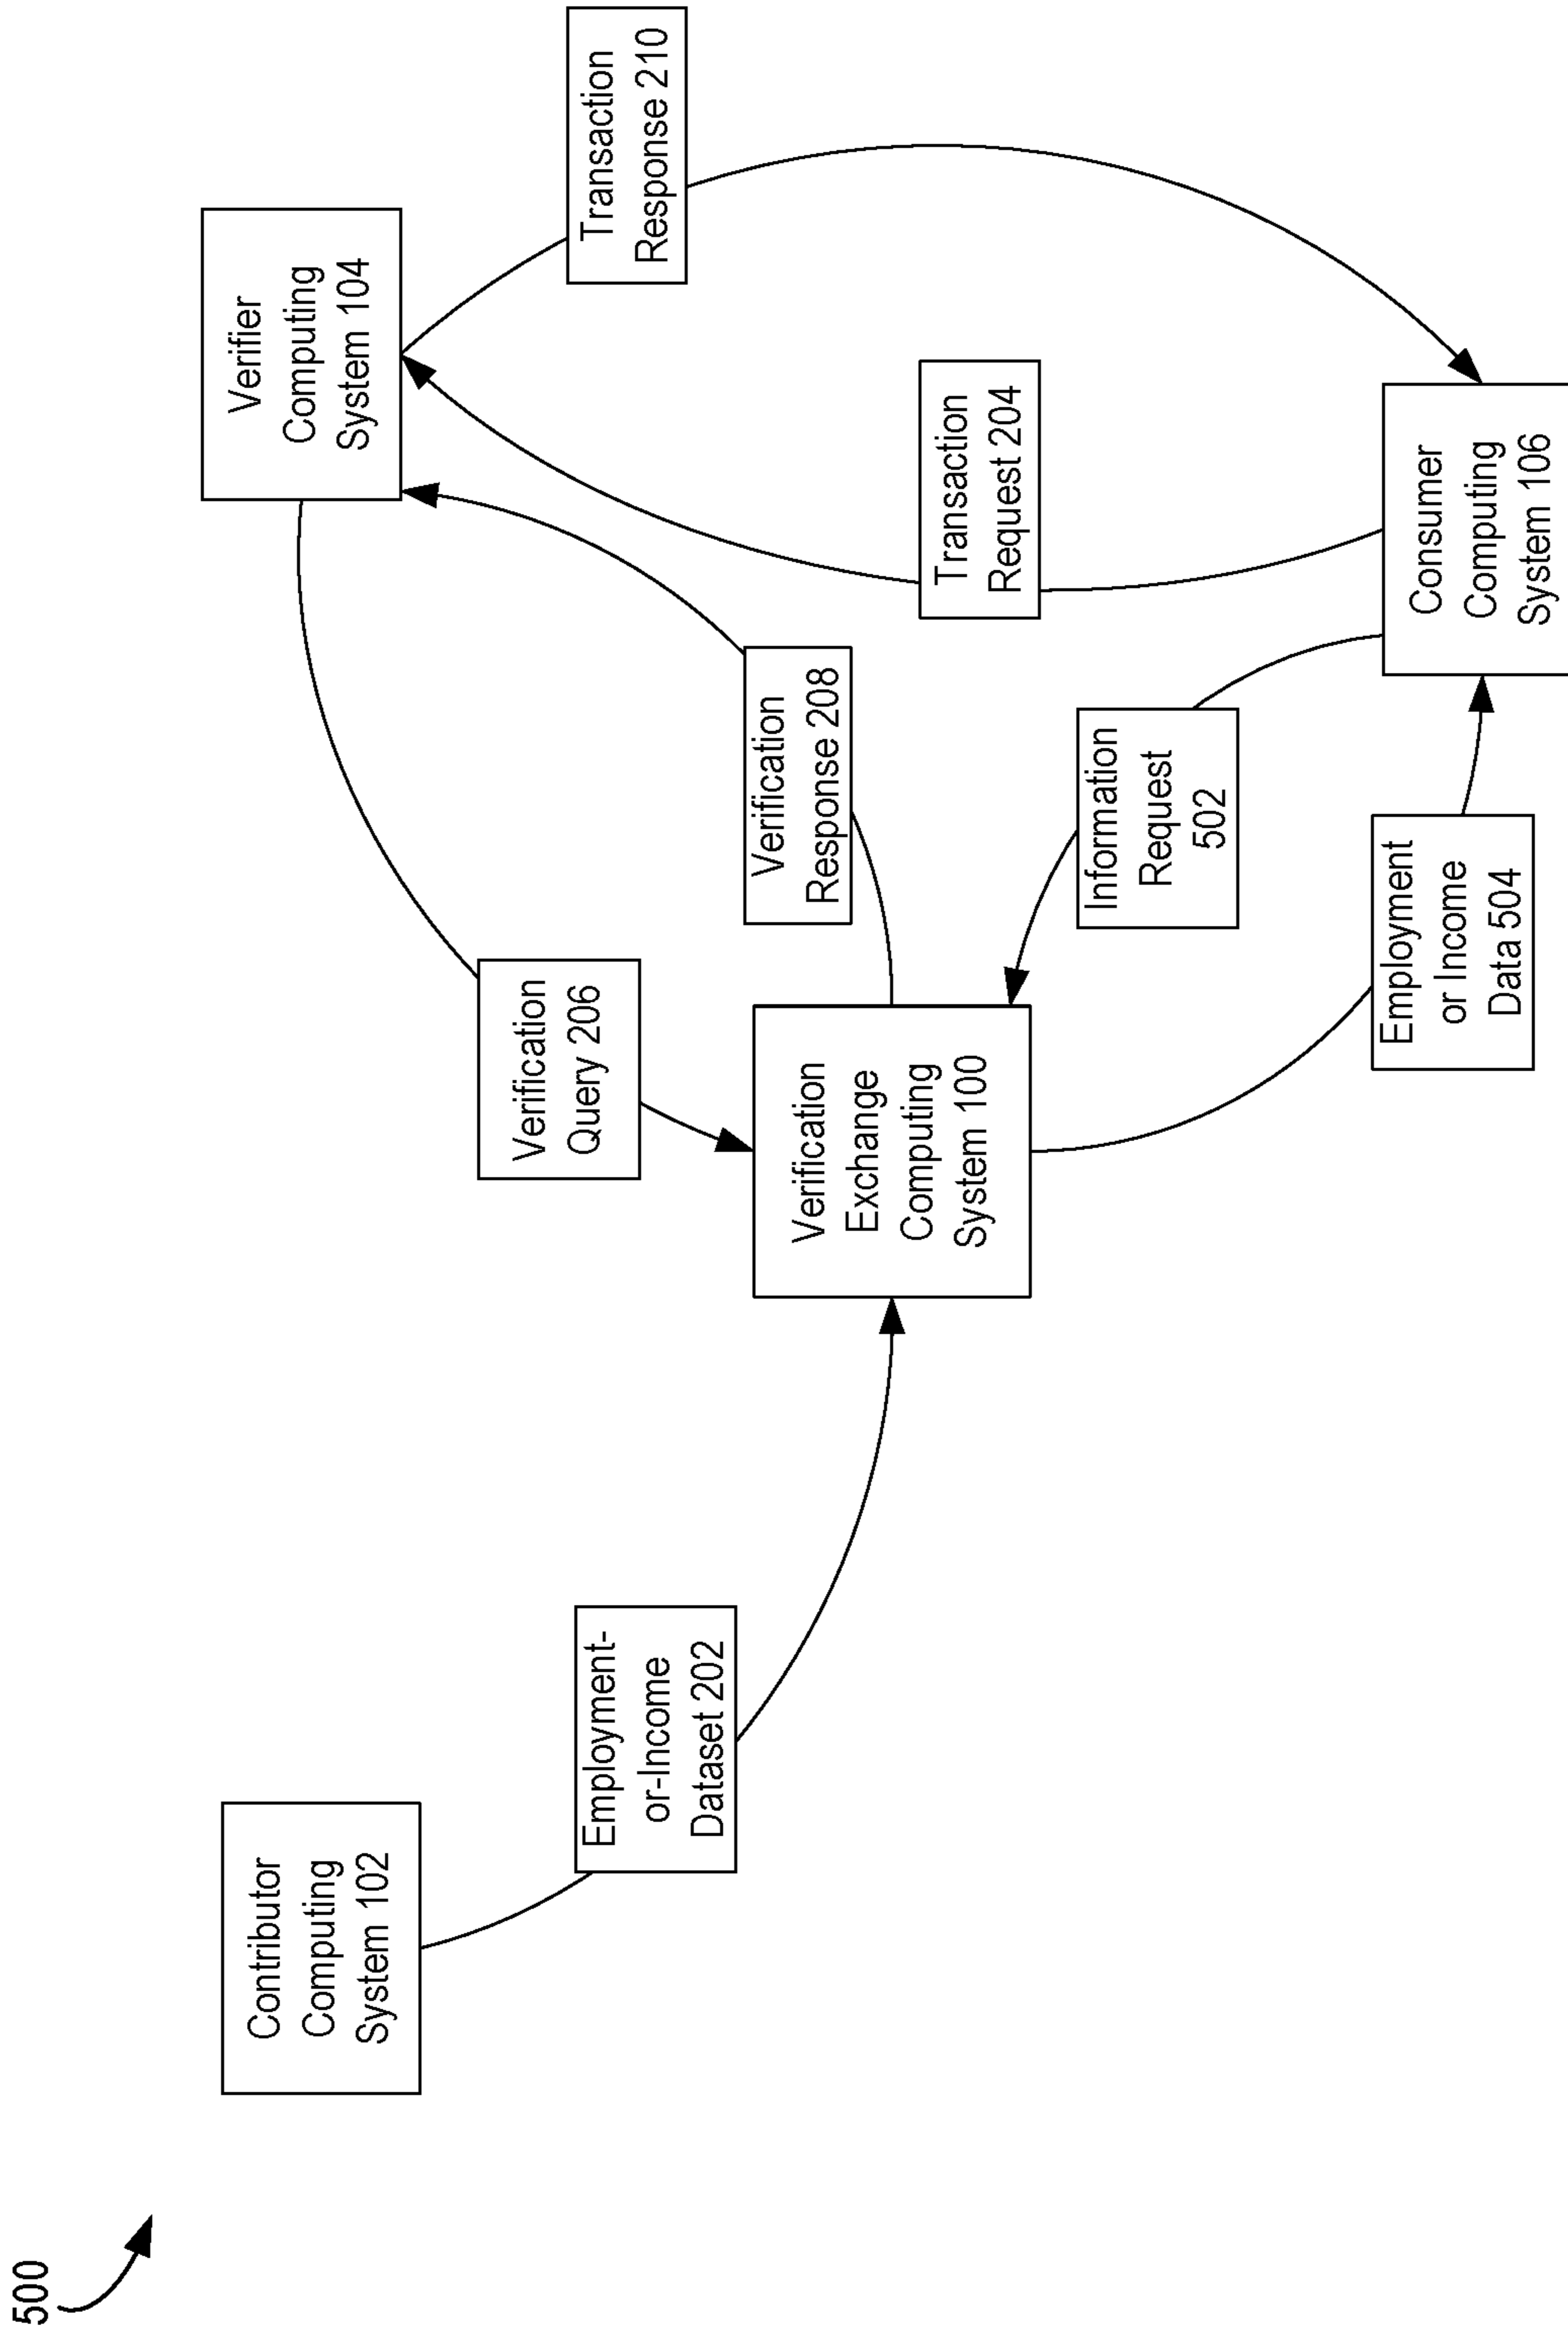 500
Contributor
Computing
System 102
Employment-
or-Income
Dataset 202
Verification
Exchange
Computing
System 100
Verification
Query 206
Verification
Response 208
Verifier
Computing
System 104
Transaction
Response 210
Transaction
Request 204
Information
Request
502
Employment
or Income
Data 504
Consumer
Computing
System 106